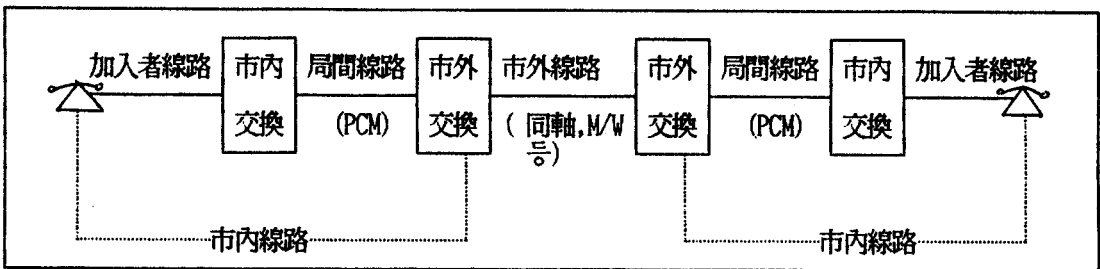 加入者線路 市內 局間線路 市外 市外線路 市外 局間線路 市內 加入者線路
交換 (PCM) 交換 ( 同軸,M/W 交換 (PCM) 交換
등)
市內線路 市內線路